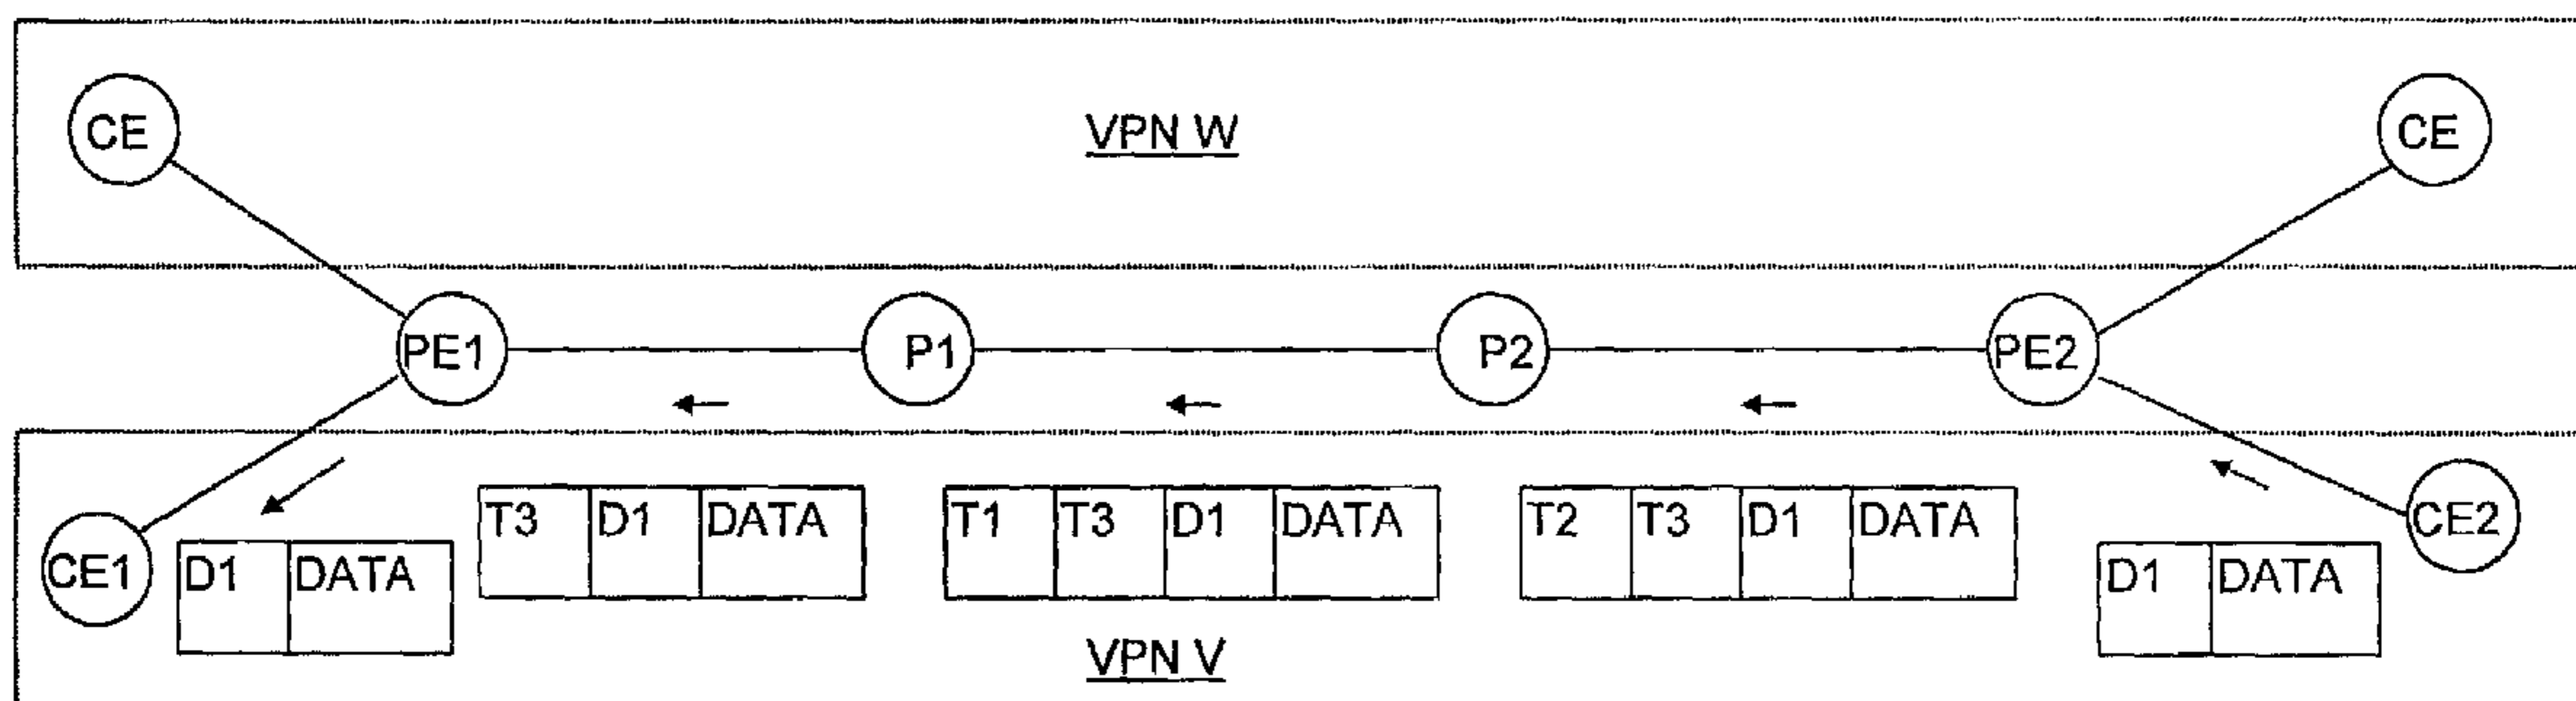 CE
VPN W
CE
PE1
P1
P2
PE2
CE1
D1 DATA
T3 D1 DATA
T1 T3 D1 DATA
T2 T3 D1 DATA
D1 DATA
CE2
VPN V